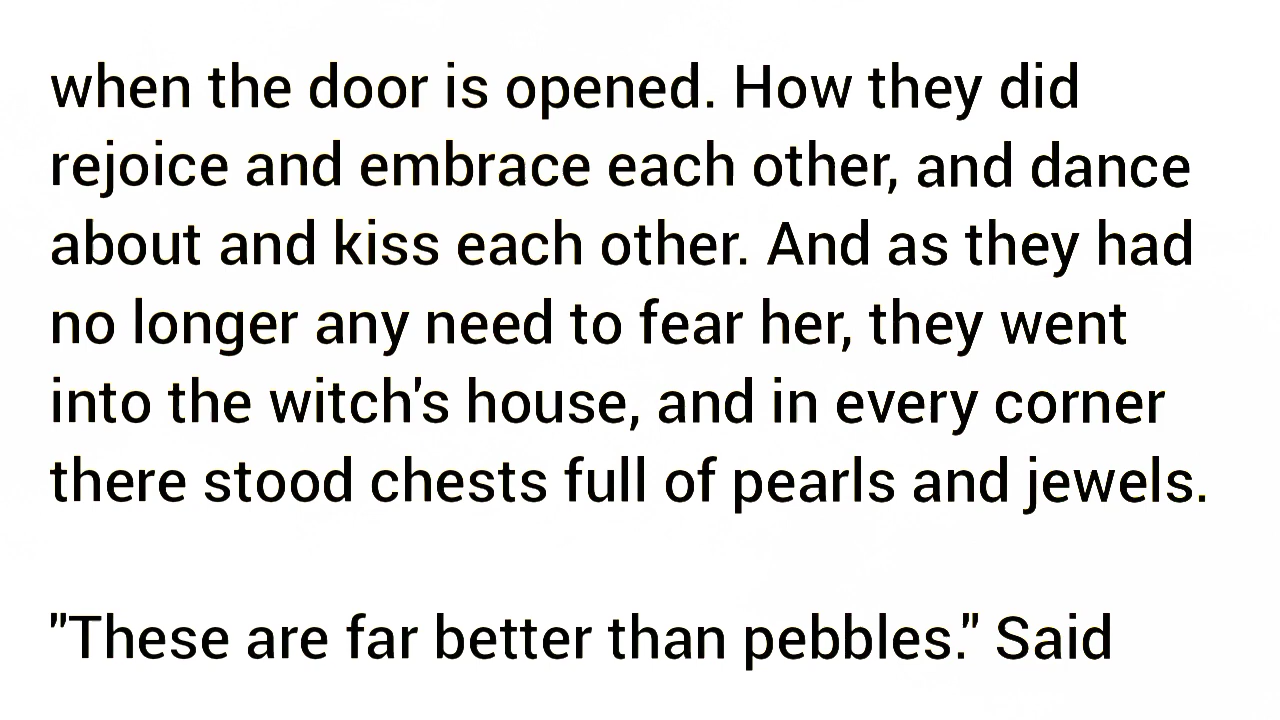 when the door is opened. How they did
rejoice and embrace each other, and dance
about and kiss each other. And as they had
no longer any need to fear her, they went
into the witch's house, and in every corner
there stood chests full of pearls and jewels.
"These are far better than pebbles." Said